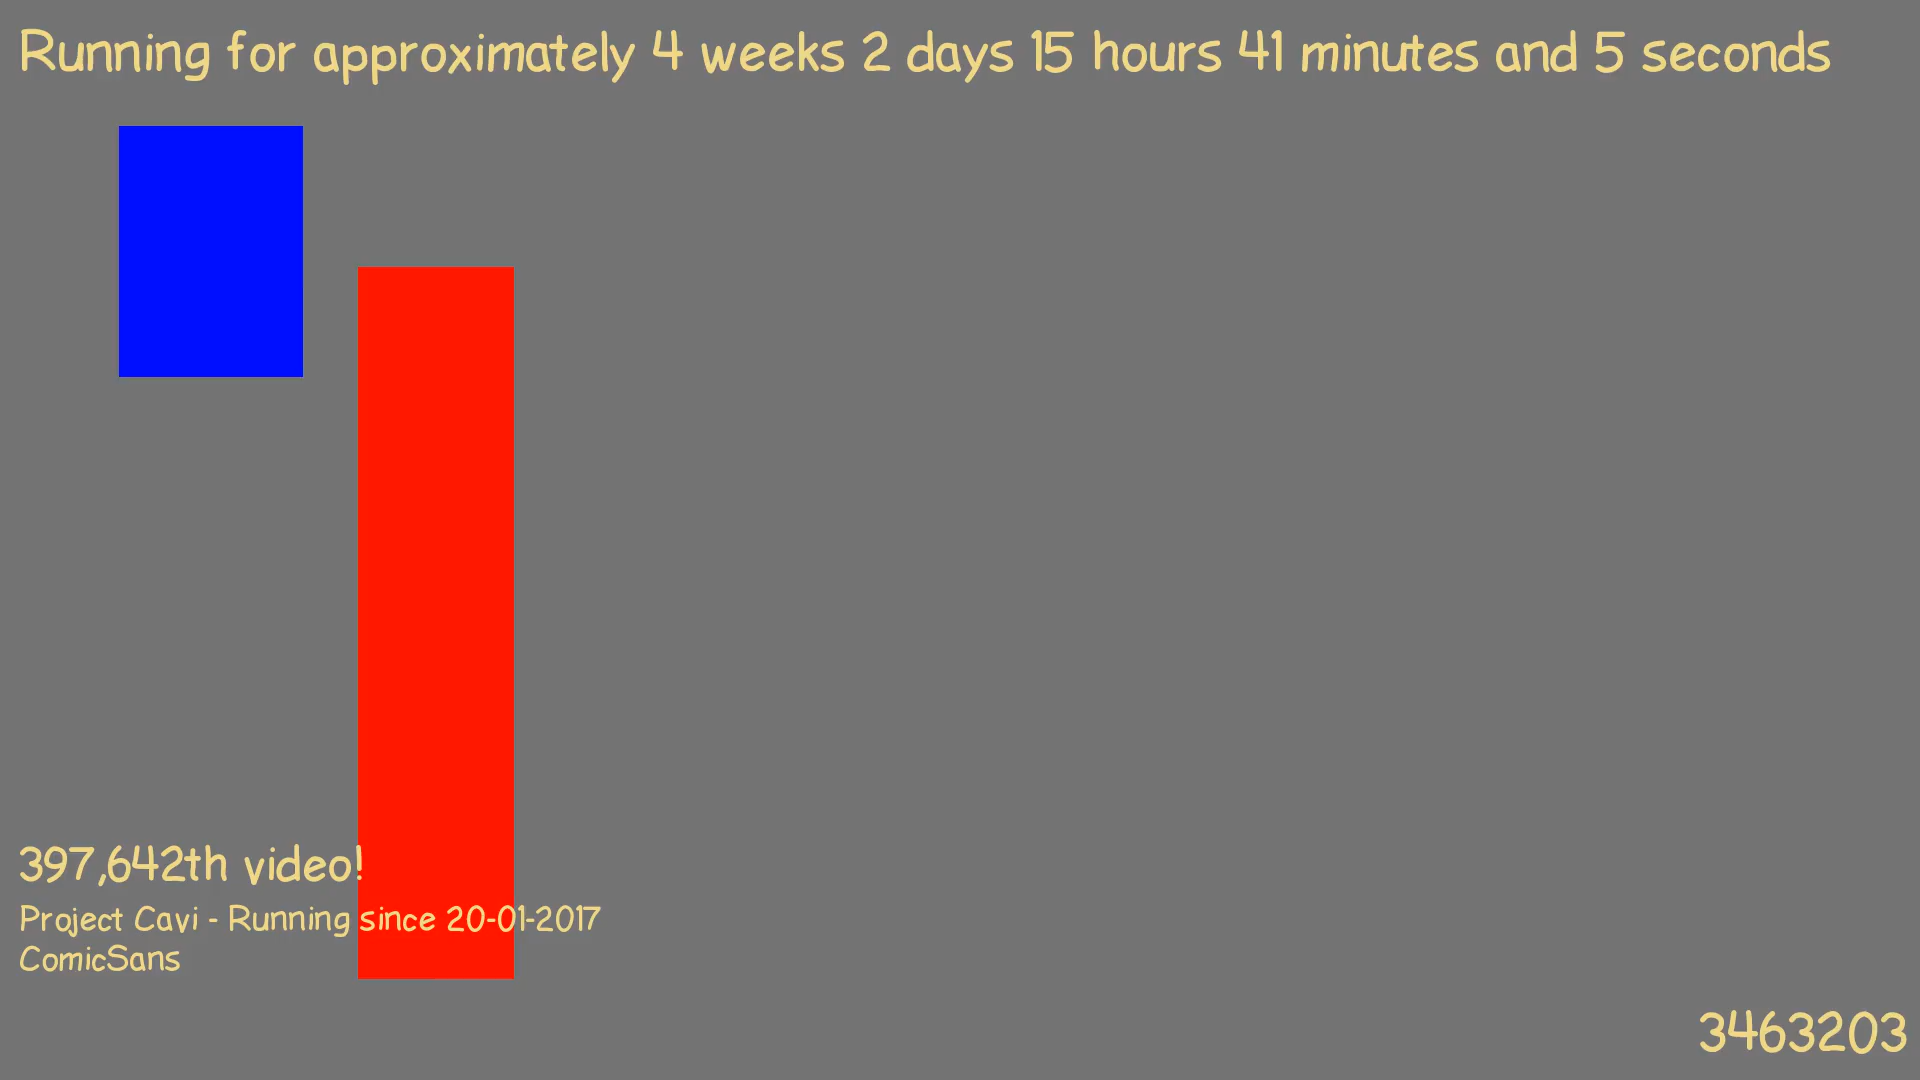 Running for approximately 4 weeks 2 days 15 hours 41 minutes and 5 seconds
397,642th video!
Project Cavi - Running since 20-01-2017
ComicSans
3463203